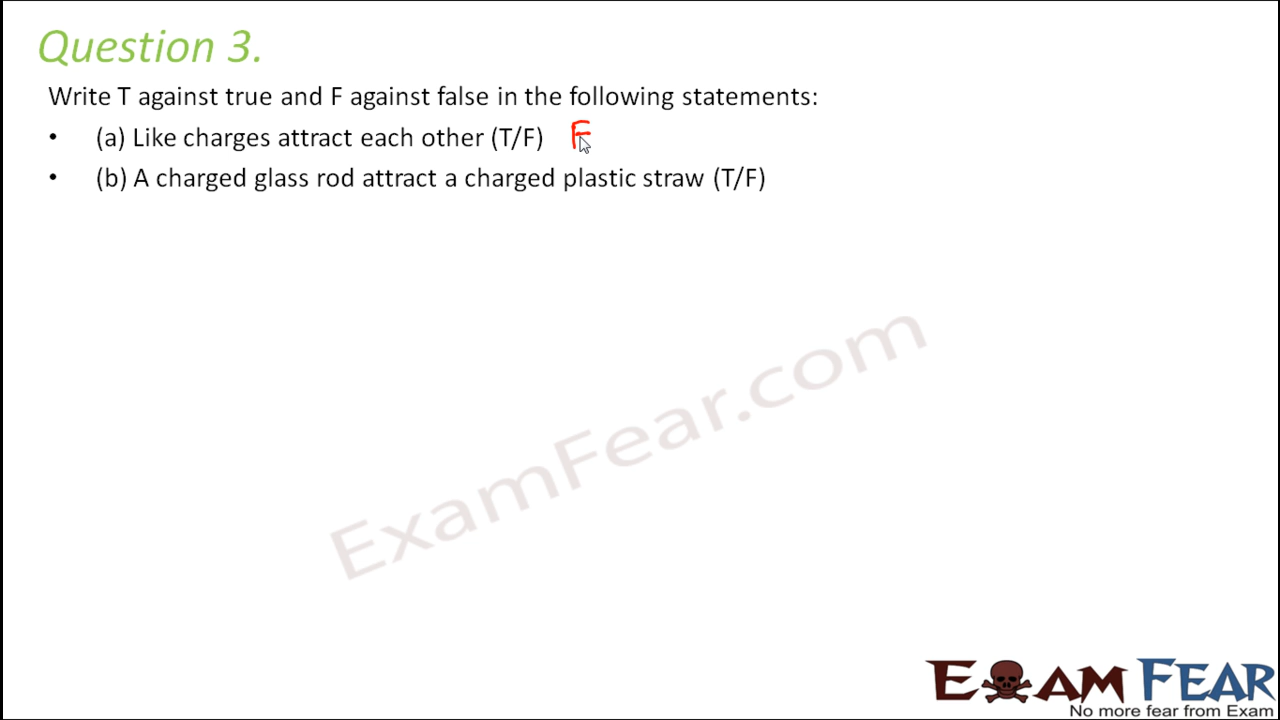 Question 3.
Write T against true and F against false in the following statements:
• (a) Like charges attract each other (T/F) F
• (b) A charged glass rod attract a charged plastic straw (T/F)
ExamFear.com
EXAM FEAR
No more fear from Exam